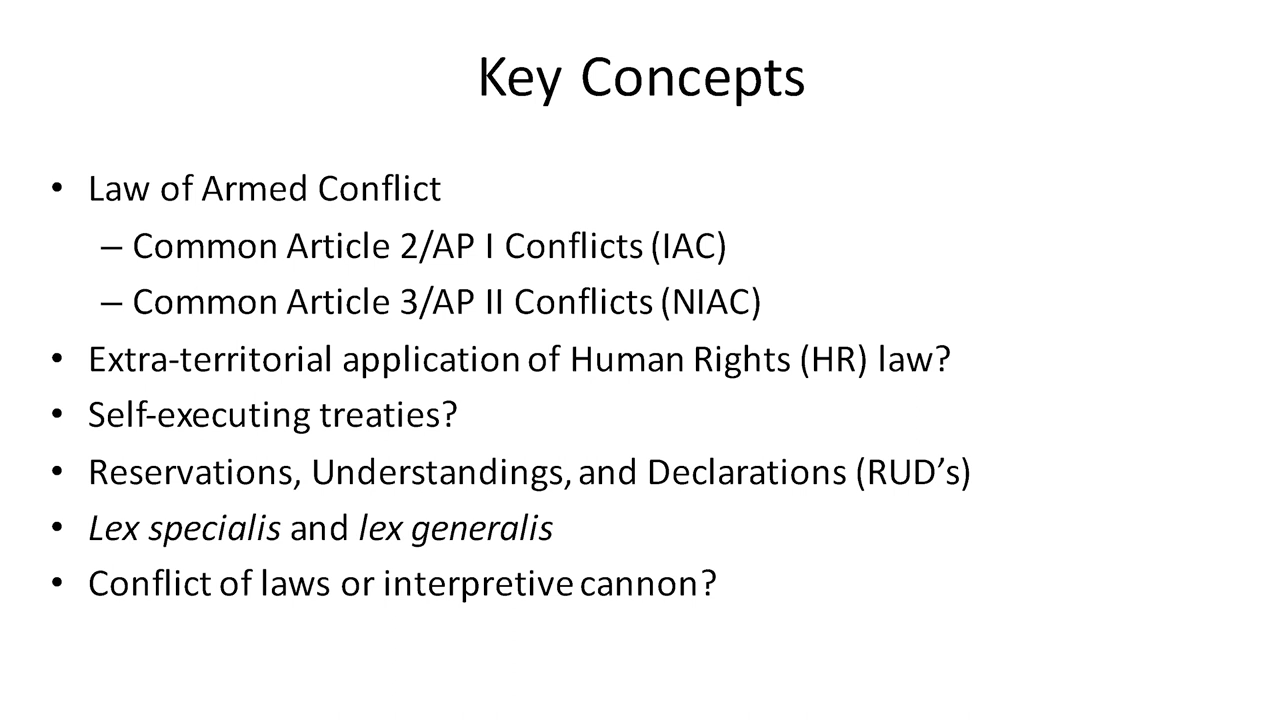 Key Concepts
• Law of Armed Conflict
– Common Article 2/AP I Conflicts (IAC)
– Common Article 3/AP II Conflicts (NIAC)
• Extra-territorial application of Human Rights (HR) law?
• Self-executing treaties?
• Reservations, Understandings, and Declarations (RUD’s)
• Lex specialis and lex generalis
• Conflict of laws or interpretive cannon?